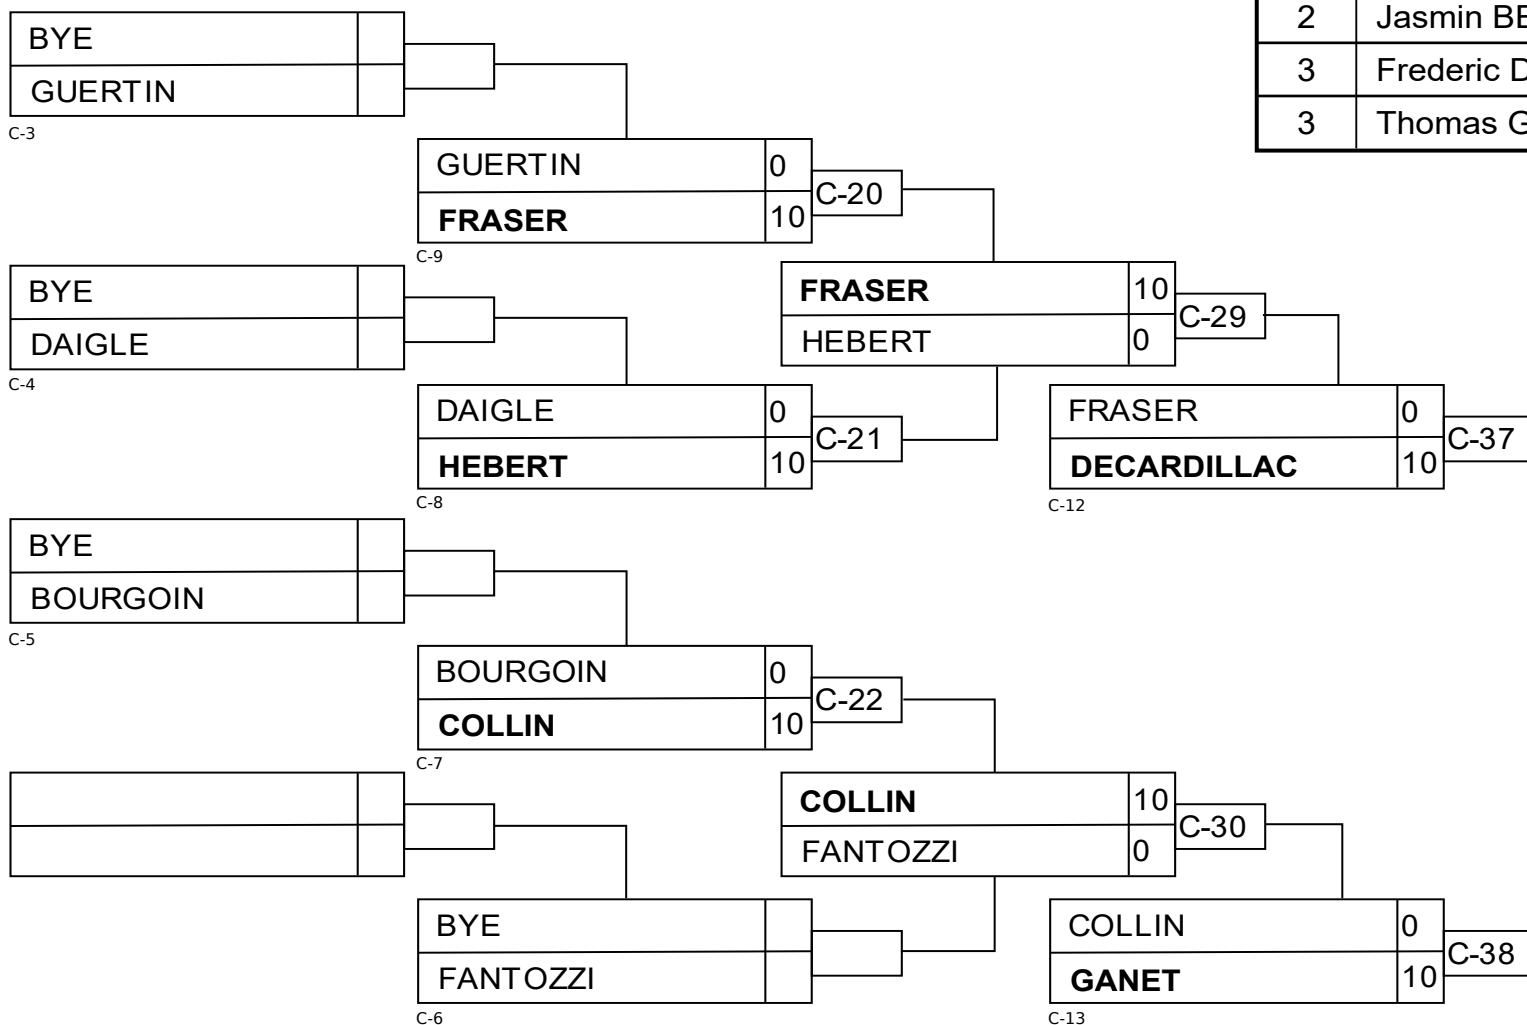 BYE
GUERTIN
C-3
2 Jasmin
3 Frederic
3 Thomas
GUERTIN 0
C-20
FRASER 10
C-9
BYE
DAIGLE
C-4
FRASER 10
C-29
HEBERT 0
DAIGLE 0
C-21
HEBERT 10
C-8
FRASER 0
C-37
DECARDILLAC 10
C-12
BYE
BOURGOIN
C-5
BOURGOIN 0
C-22
COLLIN 10
C-7
COLLIN 10
C-30
FANTOZZI 0
BYE
FANTOZZI
C-6
COLLIN 0
C-38
GANET 10
C-13